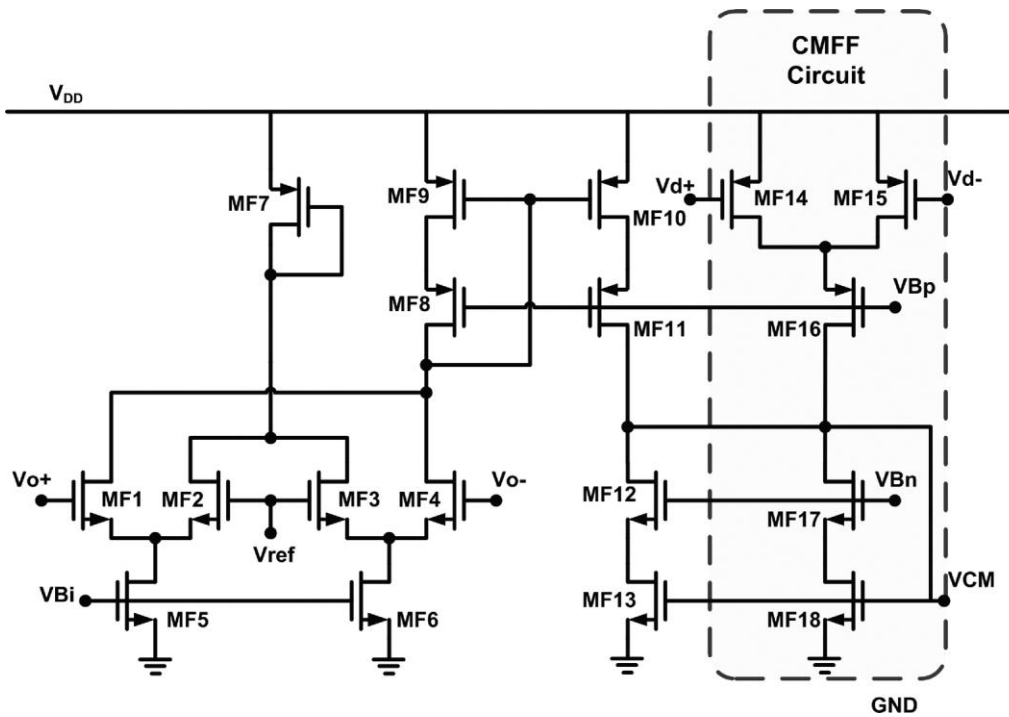 CMFF
Circuit
VDD
MF7
MF9
MF10
Vd+
MF14
MF15
Vd-
MF8
MF11
MF16
VBp
Vo+
MF1
MF2
MF3
MF4
Vo-
Vref
MF12
VBn
MF17
VBi
MF5
MF6
MF13
MF18
VCM
GND